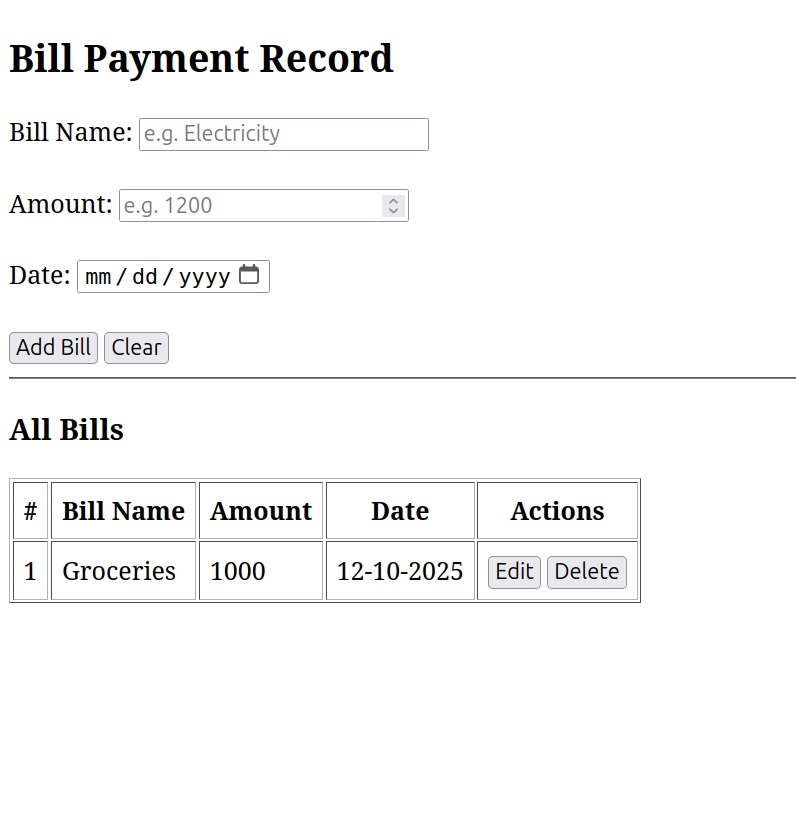 Bill Payment Record
Bill Name: e.g. Electricity
Amount: e.g. 1200
Date: mm/dd/yyyy
Add Bill Clear
All Bills
# Bill Name Amount Date Actions
1 Groceries 1000 12-10-2025 Edit Delete